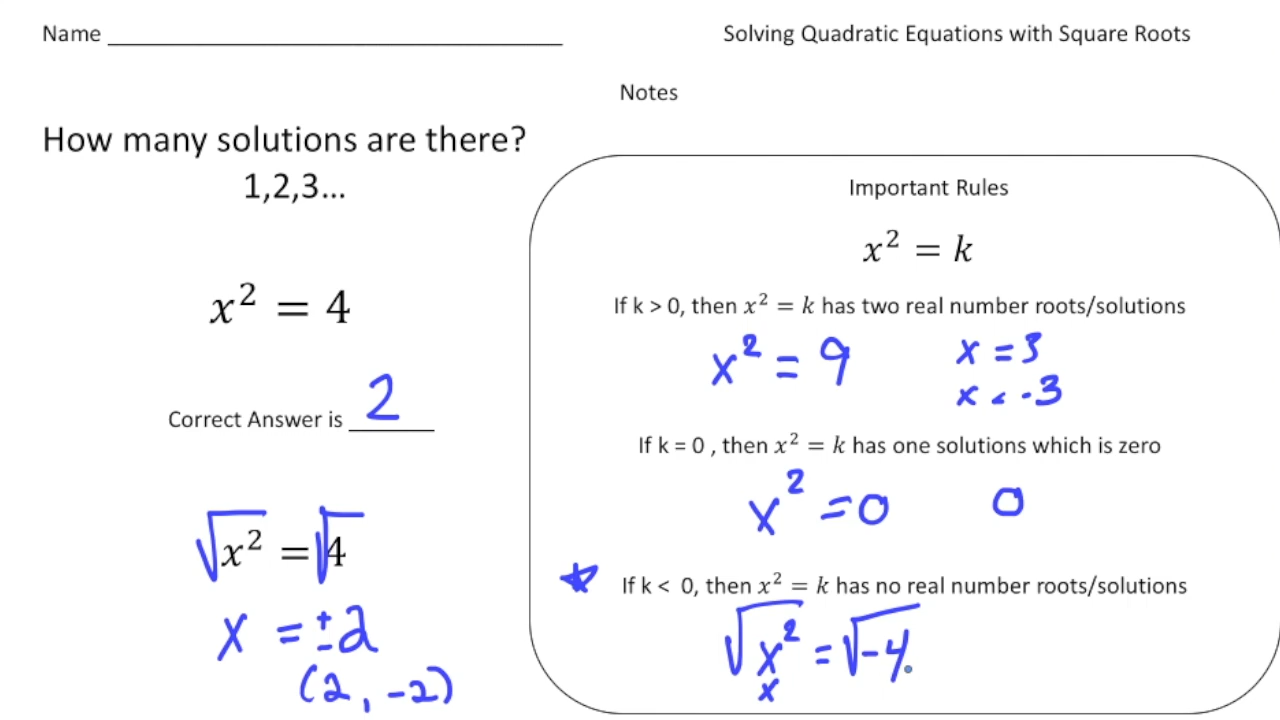 Name
Solving Quadratic Equations with Square Roots
Notes
How many solutions are there?
1,2,3...
x² = 4
Correct Answer is 2
√x² = √4
x = ±2
(2, -2)
Important Rules
x² = k
If k > 0, then x² = k has two real number roots/solutions
x² = 9
x = 3
x = -3
If k = 0 , then x² = k has one solutions which is zero
x² = 0 0
If k < 0, then x² = k has no real number roots/solutions
√x² = √-4
x